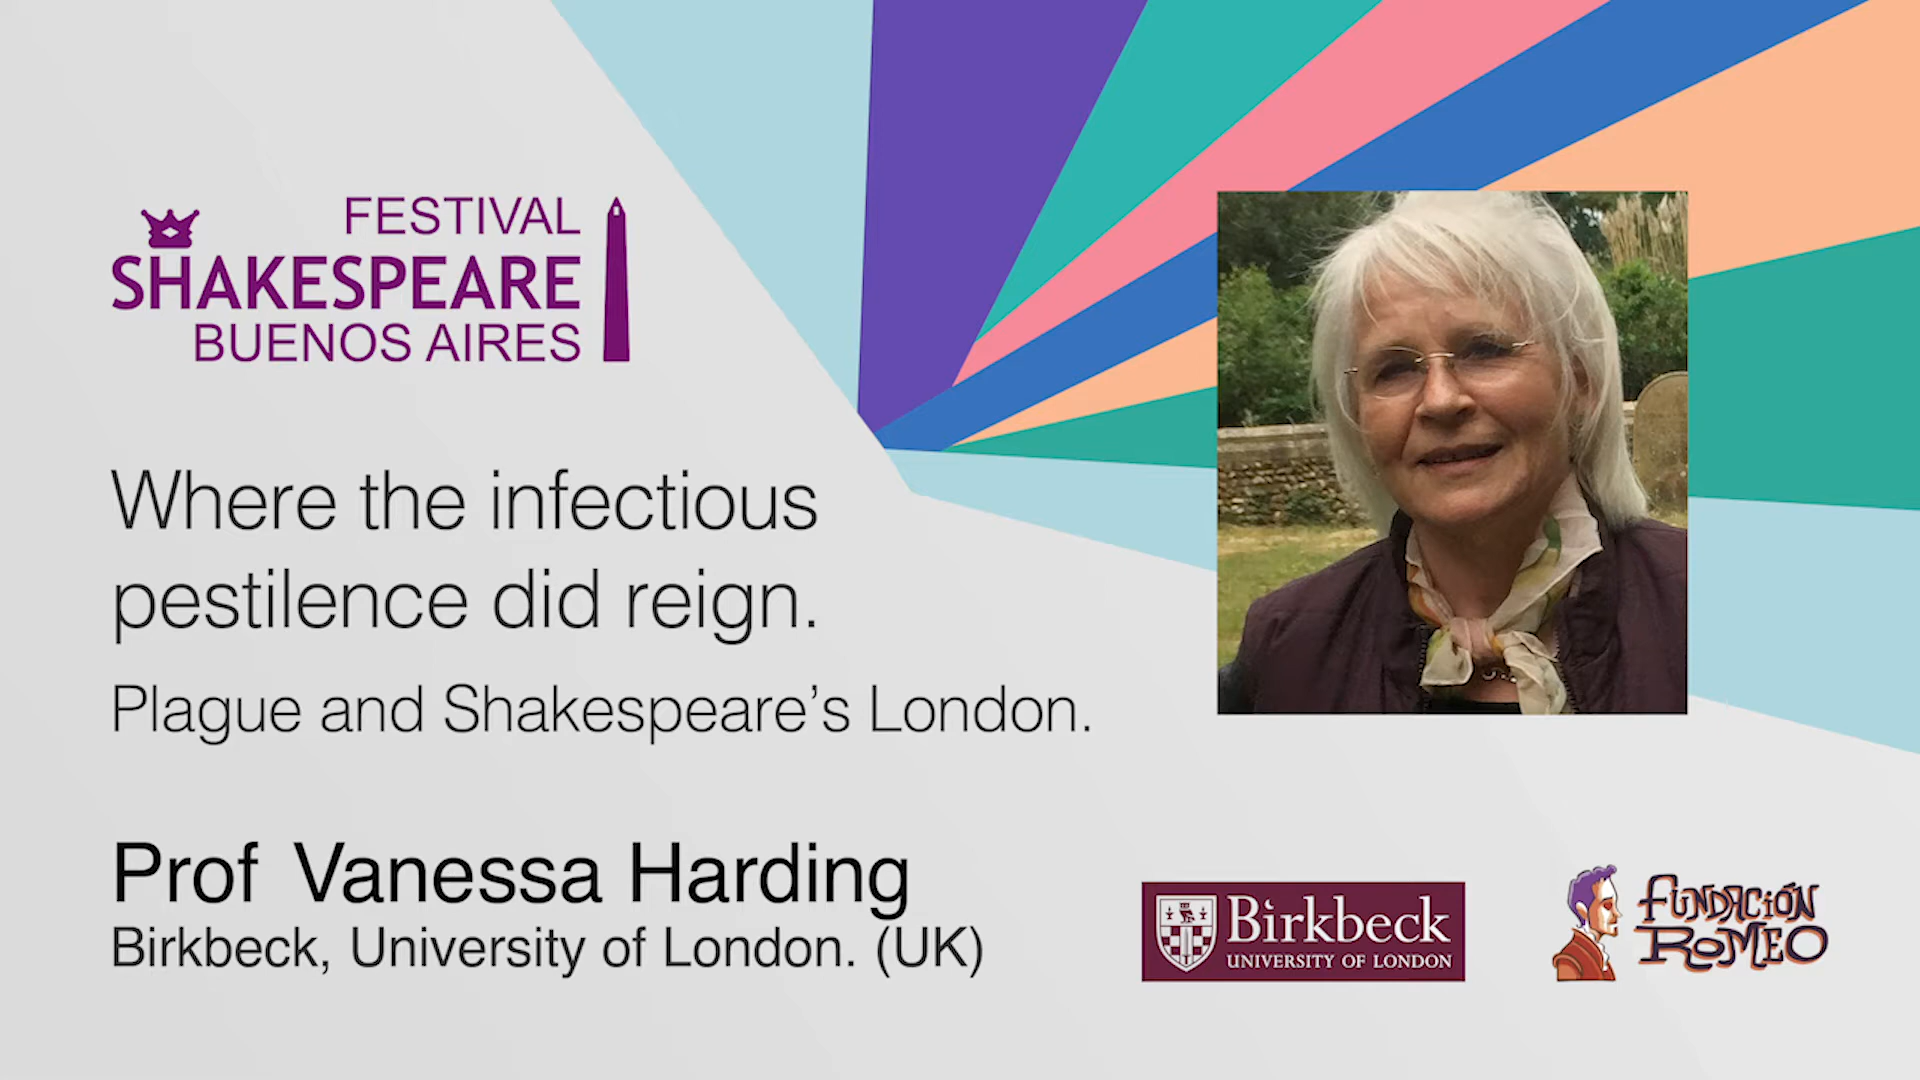 FESTIVAL
SHAKESPEARE
BUENOS AIRES
Where the infectious
pestilence did reign.
Plague and Shakespeare’s London.
Prof Vanessa Harding
Birkbeck, University of London. (UK)
Birkbeck
UNIVERSITY OF LONDON
FUNDACIÓN
ROMEO